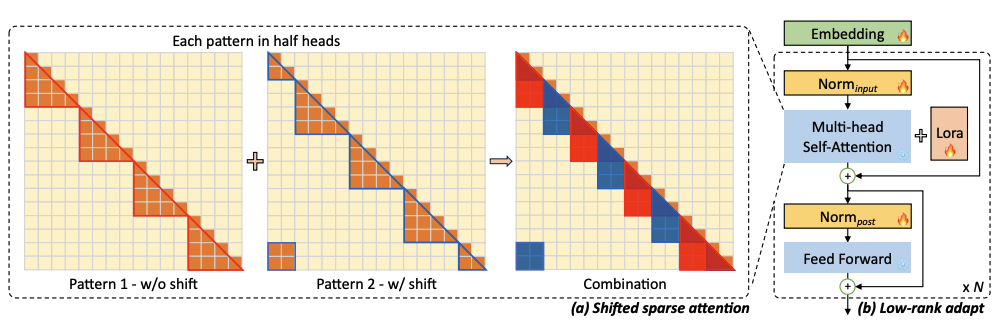 Each pattern in half heads
Pattern 1 - w/o shift
Pattern 2 - w/ shift
Combination
(a) Shifted sparse attention
Embedding
Norm input
Multi-head
Self-Attention
Lora
Norm post
Feed Forward
x N
(b) Low-rank adapt